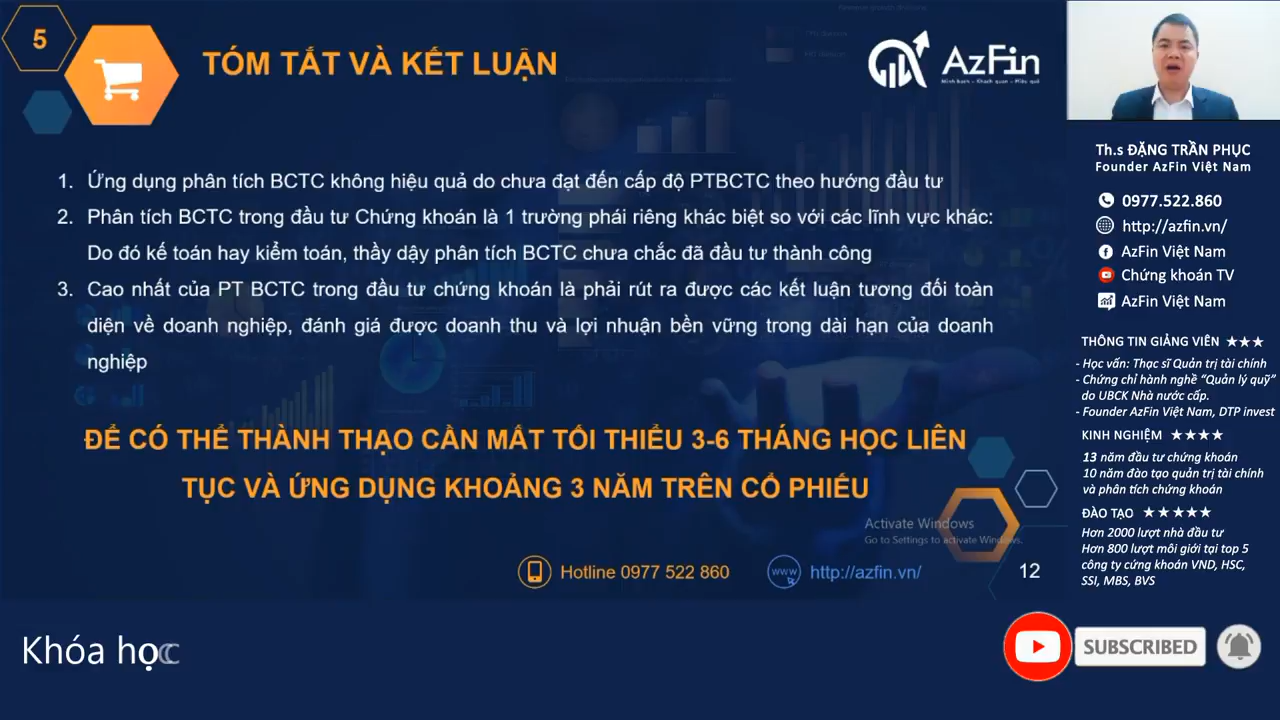 5
TÓM TẮT VÀ KẾT LUẬN
AzFin
Minh bạch – Khách quan – Hiệu quả
1. Ứng dụng phân tích BCTC không hiệu quả do chưa đạt đến cấp độ PTBCTC theo hướng đầu tư
2. Phân tích BCTC trong đầu tư Chứng khoán là 1 trường phái riêng khác biệt so với các lĩnh vực khác:
Do đó kế toán hay kiểm toán, thầy dậy phân tích BCTC chưa chắc đã đầu tư thành công
3. Cao nhất của PT BCTC trong đầu tư chứng khoán là phải rút ra được các kết luận tương đối toàn
diện về doanh nghiệp, đánh giá được doanh thu và lợi nhuận bền vững trong dài hạn của doanh
nghiệp
ĐỂ CÓ THỂ THÀNH THẠO CẦN MẤT TỐI THIỂU 3-6 THÁNG HỌC LIÊN
TỤC VÀ ỨNG DỤNG KHOẢNG 3 NĂM TRÊN CỔ PHIẾU
Activate Windows
Go to Settings to activate Windows.
Hotline 0977 522 860
www
http://azfin.vn/
12
Th.s ĐẶNG TRẦN PHỤC
Founder AzFin Việt Nam
0977.522.860
http://azfin.vn/
AzFin Việt Nam
Chứng khoán TV
AzFin Việt Nam
THÔNG TIN GIẢNG VIÊN ★★★
- Học vấn: Thạc sĩ Quản trị tài chính
- Chứng chỉ hành nghề “Quản lý quỹ”
do UBCK Nhà nước cấp.
- Founder AzFin Việt Nam, DTP invest
KINH NGHIỆM ★★★★
13 năm đầu tư chứng khoán
10 năm đào tạo quản trị tài chính
và phân tích chứng khoán
ĐÀO TẠO ★★★★★
Hơn 2000 lượt nhà đầu tư
Hơn 800 lượt môi giới tại top 5
công ty cứng khoán VND, HSC,
SSI, MBS, BVS
Khóa học
SUBSCRIBED